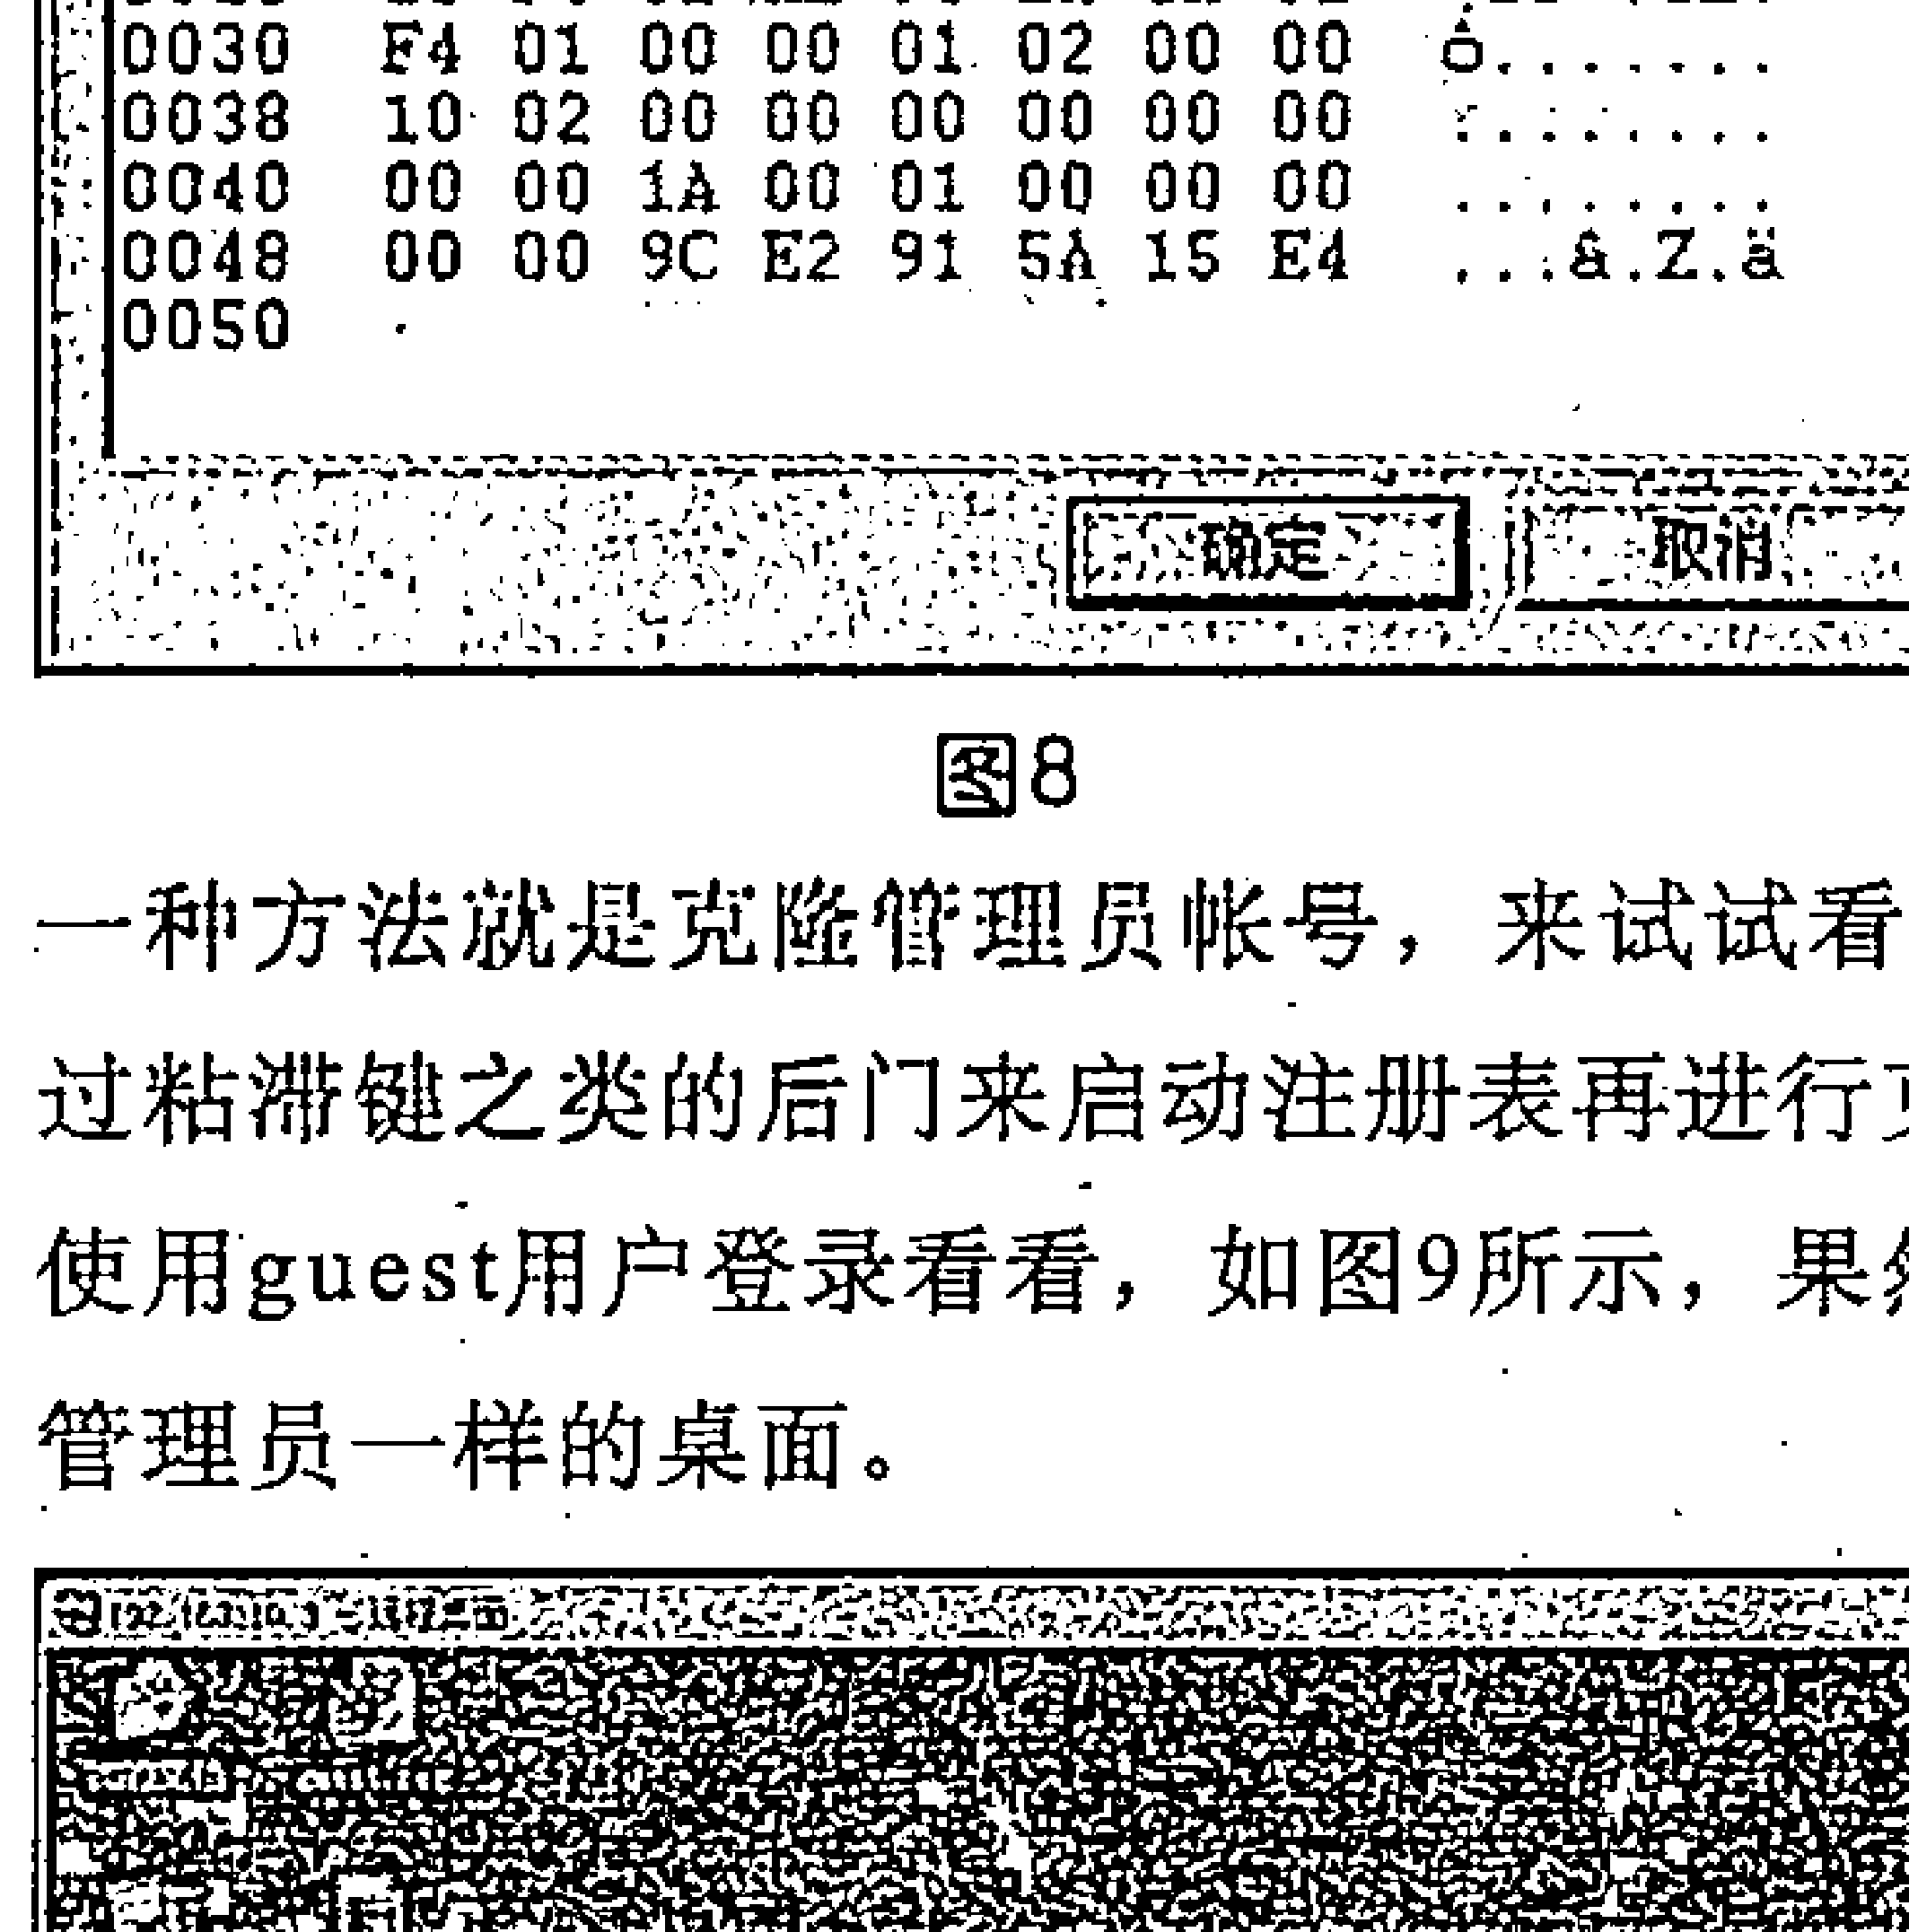 0030 F4 01 00 00 01 02 00 00 ô.......
0038 10 02 00 00 00 00 00 00 ........
0040 00 00 1A 00 01 00 00 00 ........
0048 00 00 9C E2 91 5A 15 E4 ...â.Z.ä
0050
确定 取消
图8
一种方法就是克隆管理员帐号，来试试看
过粘滞键之类的后门来启动注册表再进行
使用guest用户登录看看，如图9所示，果
管理员一样的桌面。